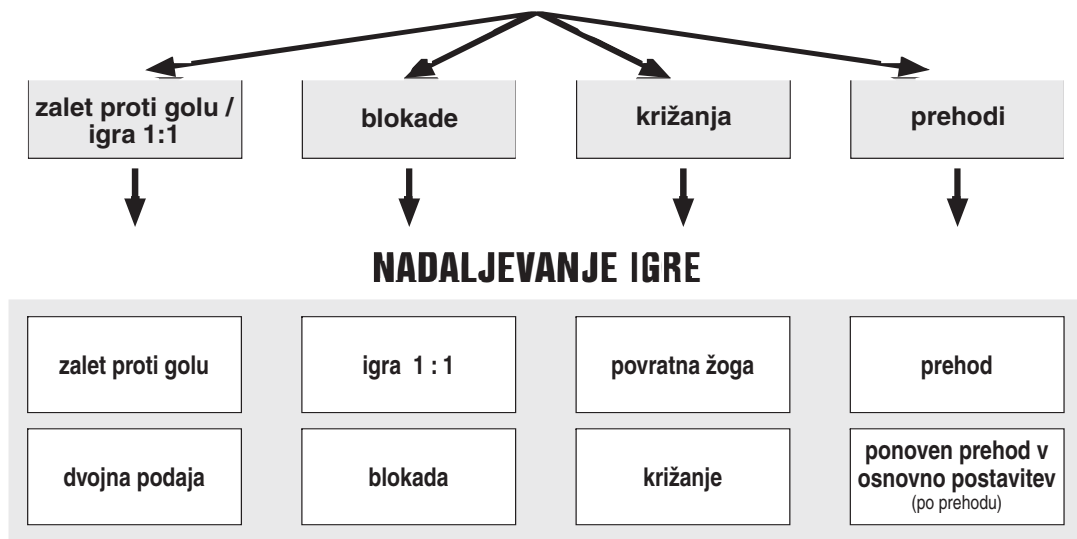 zalet proti golu /
igra 1:1
blokade
križanja
prehodi
NADALJEVANJE IGRE
zalet proti golu
igra 1 : 1
povratna žoga
prehod
dvojna podaja
blokada
križanje
ponoven prehod v
osnovno postavitev
(po prehodu)